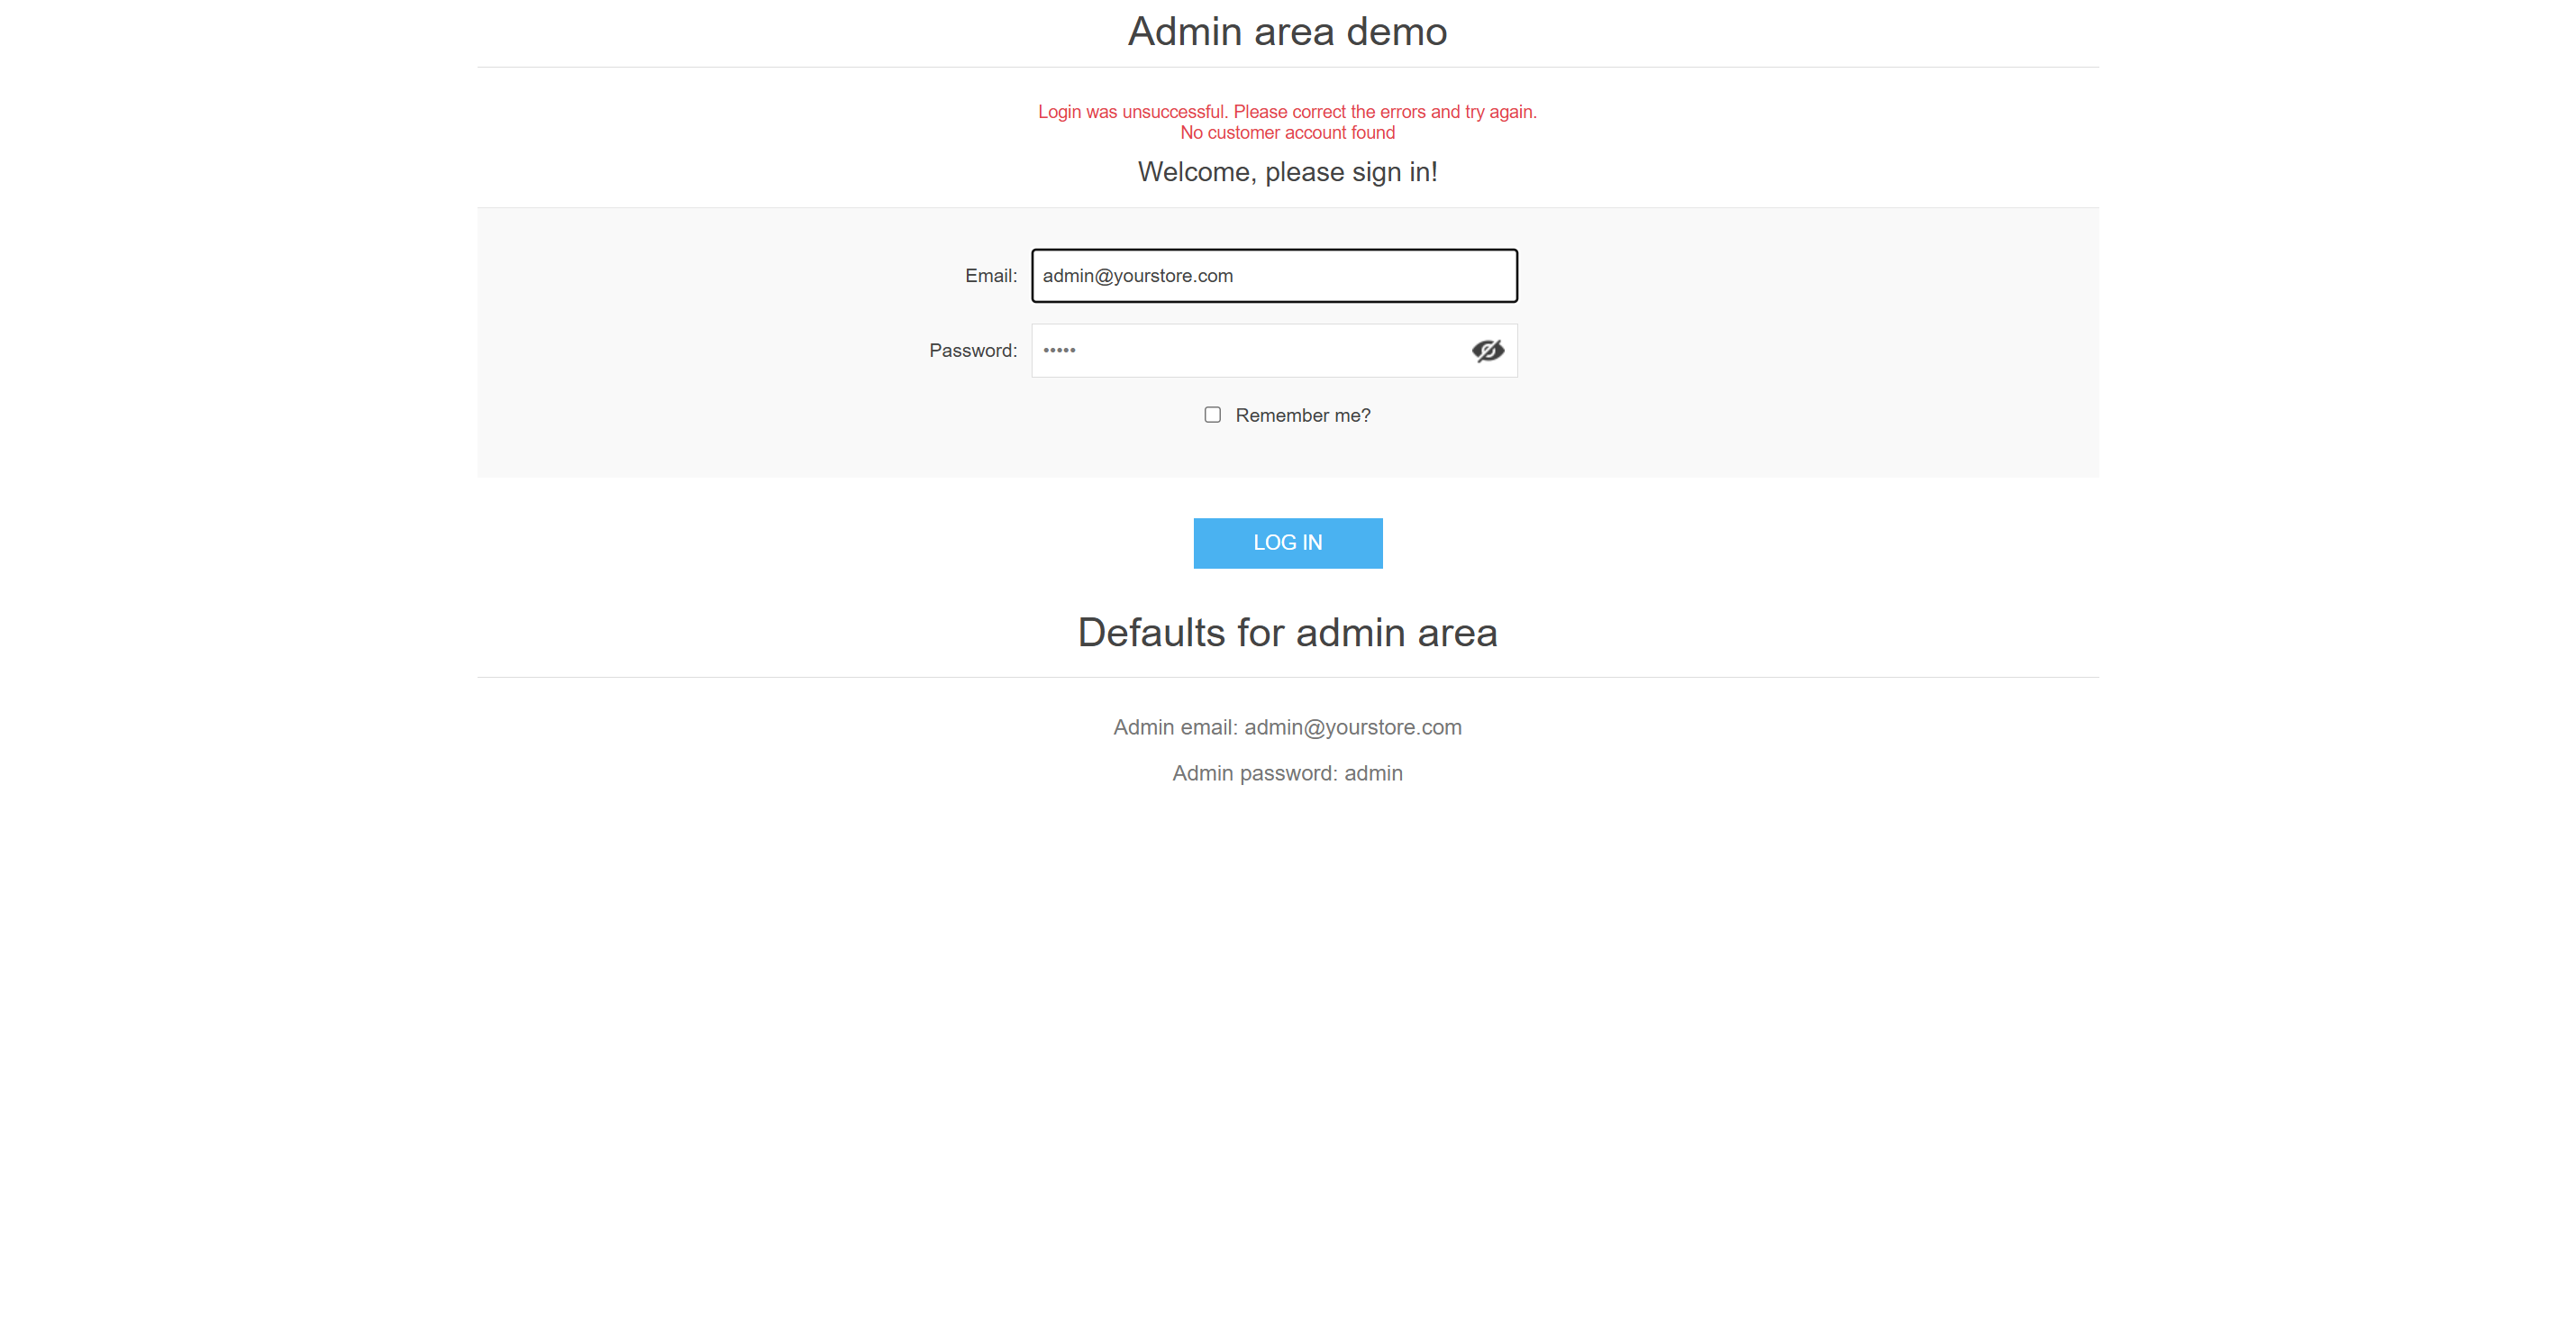 Admin area demo
Login was unsuccessful. Please correct the errors and try again.
No customer account found
Welcome, please sign in!
Email: admin@yourstore.com
Password: •••••
Remember me?
LOG IN
Defaults for admin area
Admin email: admin@yourstore.com
Admin password: admin